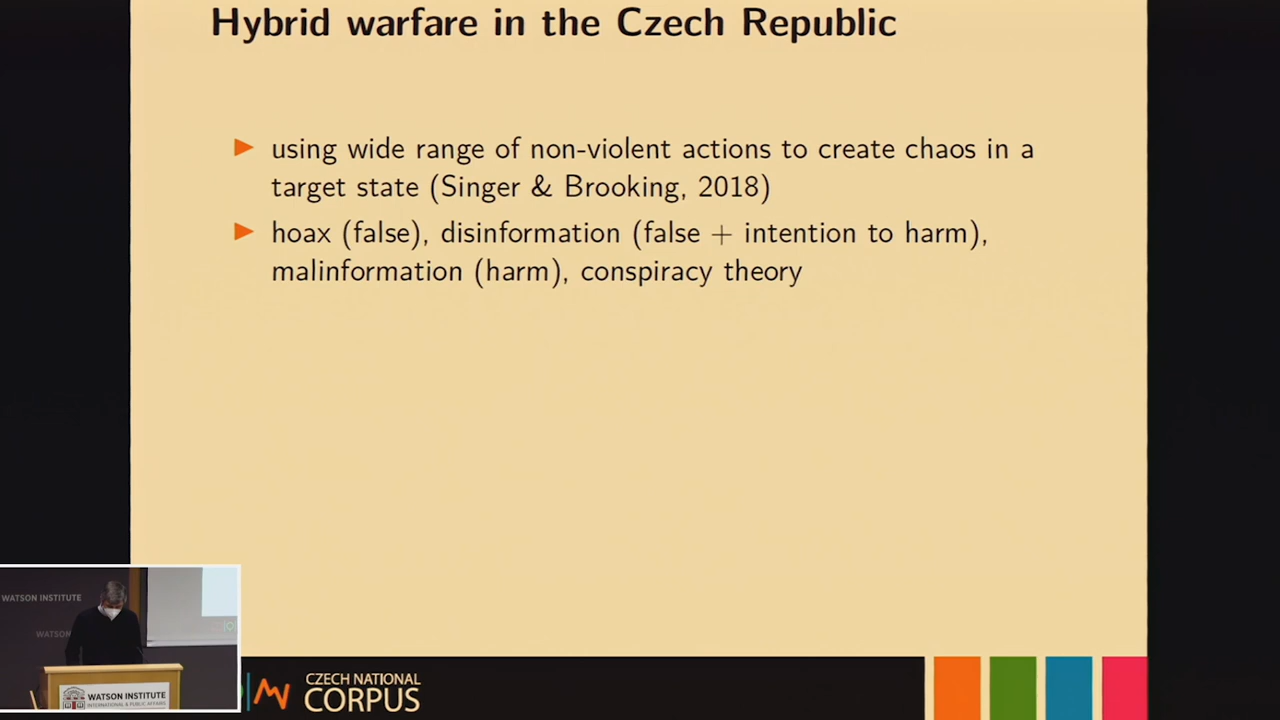 Hybrid warfare in the Czech Republic
using wide range of non-violent actions to create chaos in a
target state (Singer & Brooking, 2018)
hoax (false), disinformation (false + intention to harm),
malinformation (harm), conspiracy theory
WATSON INSTITUTE
WATSON
WATSON INSTITUTE
INTERNATIONAL & PUBLIC AFFAIRS
CZECH NATIONAL
CORPUS